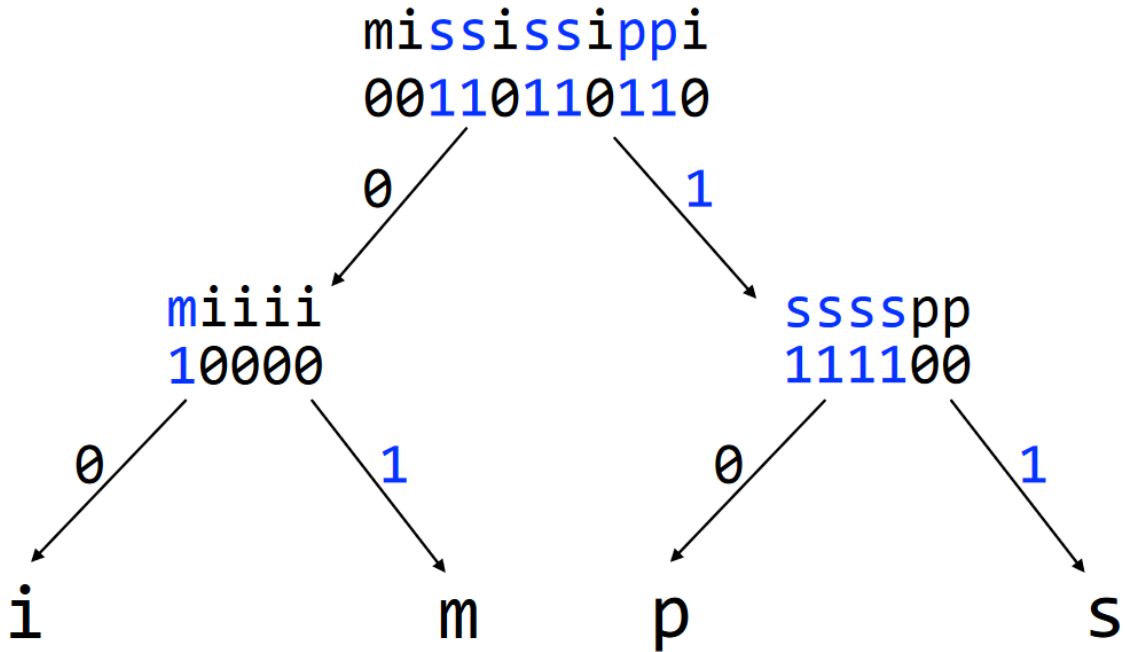 mississippi
00110110110
0 1
miiii sssspp
10000 111100
0 1 0 1
i m p s